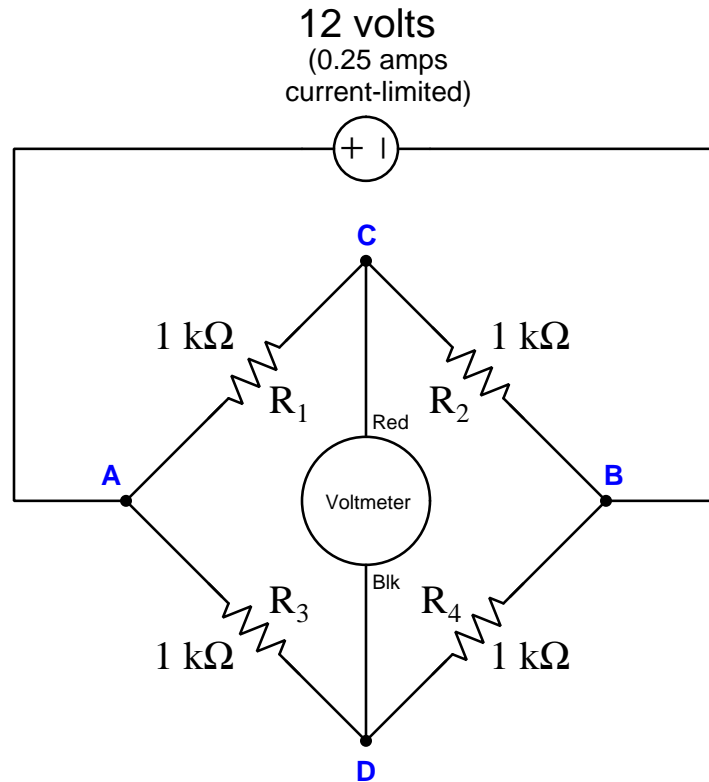 12 volts
(0.25 amps
current-limited)
+ −
C
1 kΩ 1 kΩ
R1 R2
Red
A B
Voltmeter
Blk
R3 R4
1 kΩ 1 kΩ
D